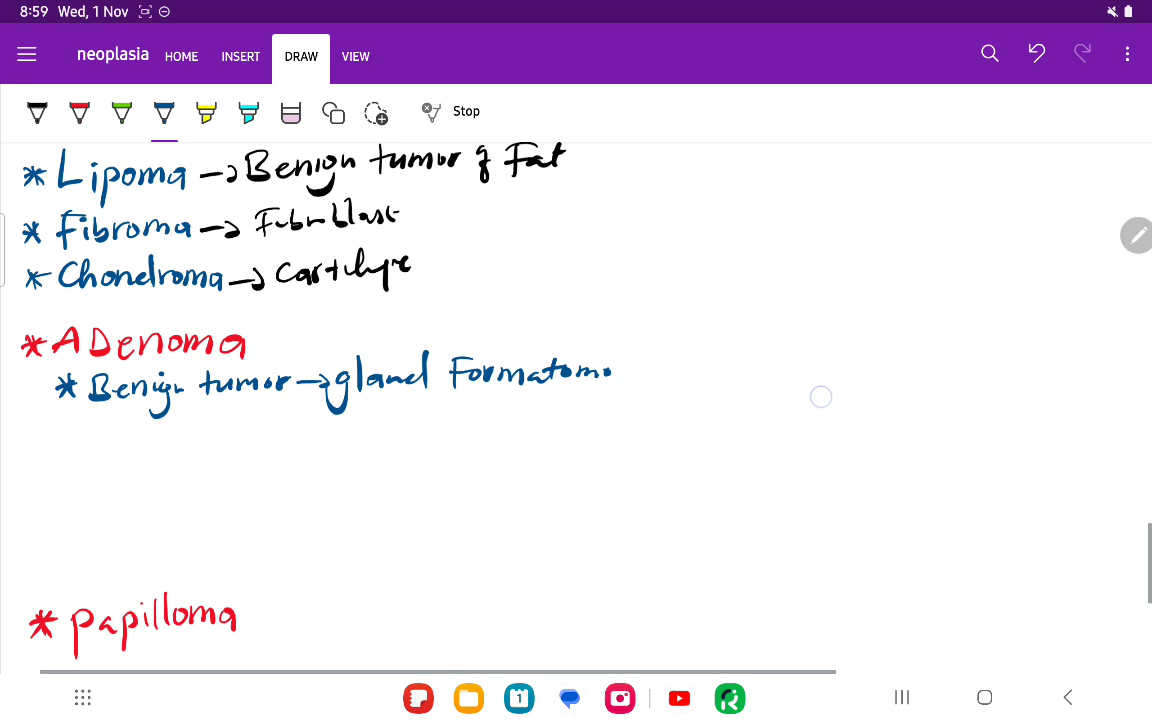 8:59 Wed, 1 Nov
neoplasia HOME INSERT DRAW VIEW
Stop
* Lipoma → Benign tumor of Fat
* Fibroma → Fibroblast
* Chondroma → Cartilage
* ADenoma
* Benign tumor → gland
* Papilloma
1